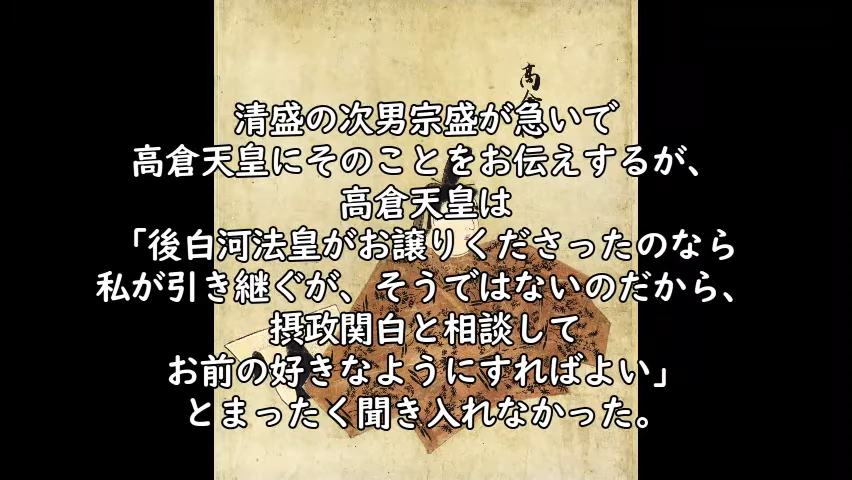 高倉
清盛の次男宗盛が急いで
高倉天皇にそのことをお伝えするが、
高倉天皇は
「後白河法皇がお譲りくださったのなら
私が引き継ぐが、そうではないのだから、
摂政関白と相談して
お前の好きなようにすればよい」
とまったく聞き入れなかった。